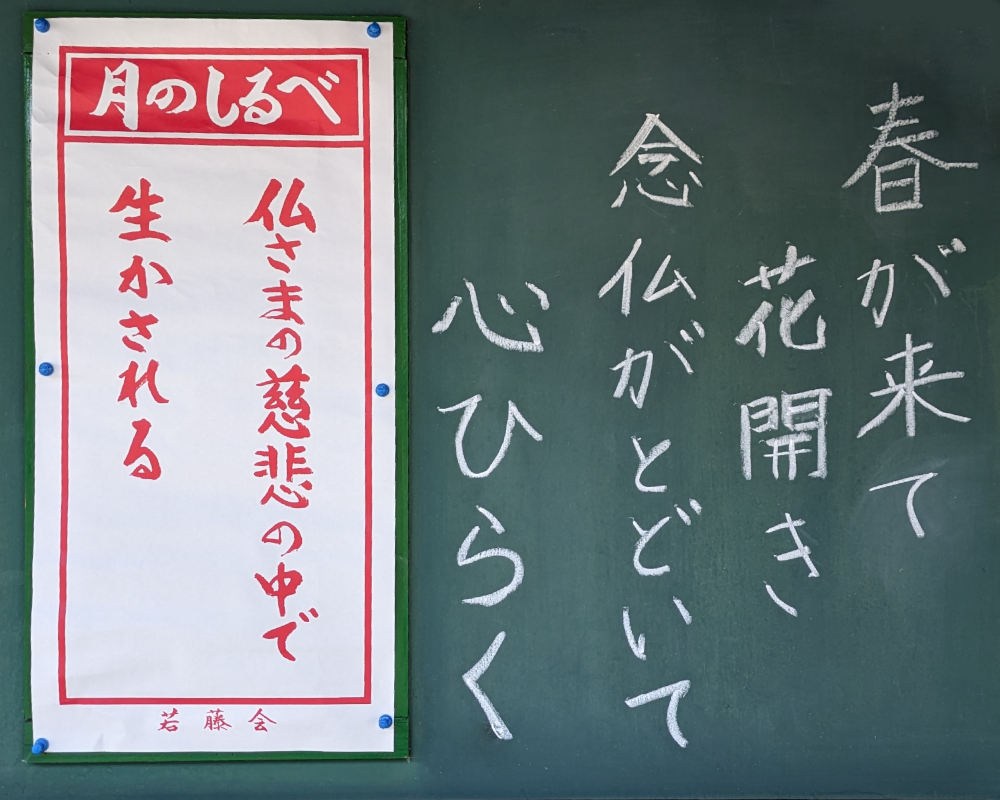 月のしるべ
仏さまの慈悲の中で
生かされる
若藤会
春が来て
花開き
念仏がとどいて
心ひらく